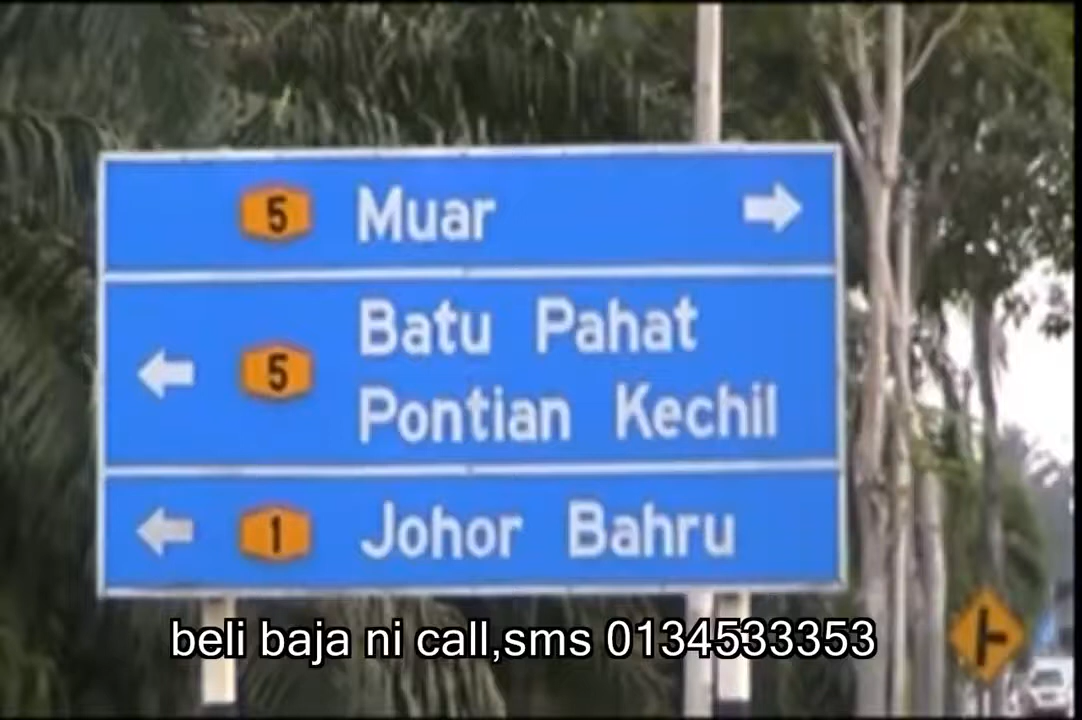 5 Muar
5 Batu Pahat
Pontian Kechil
1 Johor Bahru
beli baja ni call,sms 0134533353